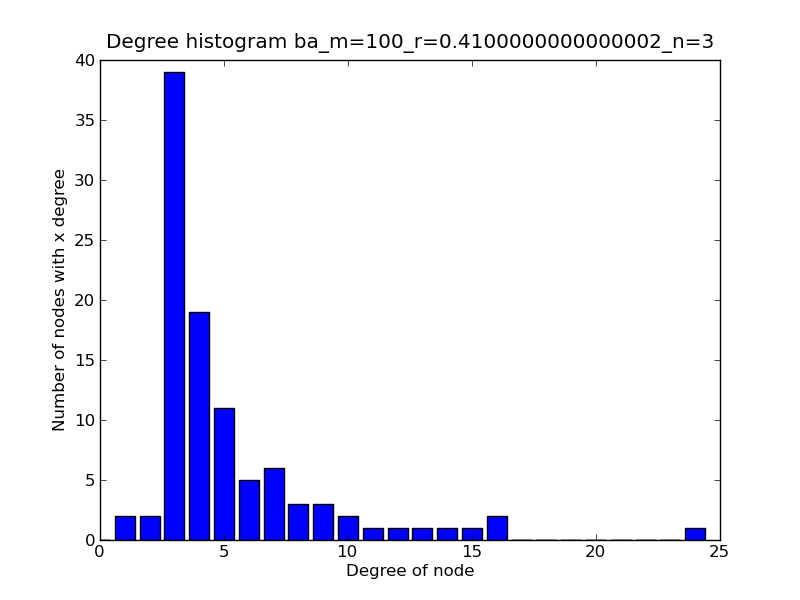 Degree histogram ba_m=100_r=0.4100000000000002_n=3
40
35
30
25
20
15
10
5
0
Number of nodes with x degree
0 5 10 15 20 25
Degree of node